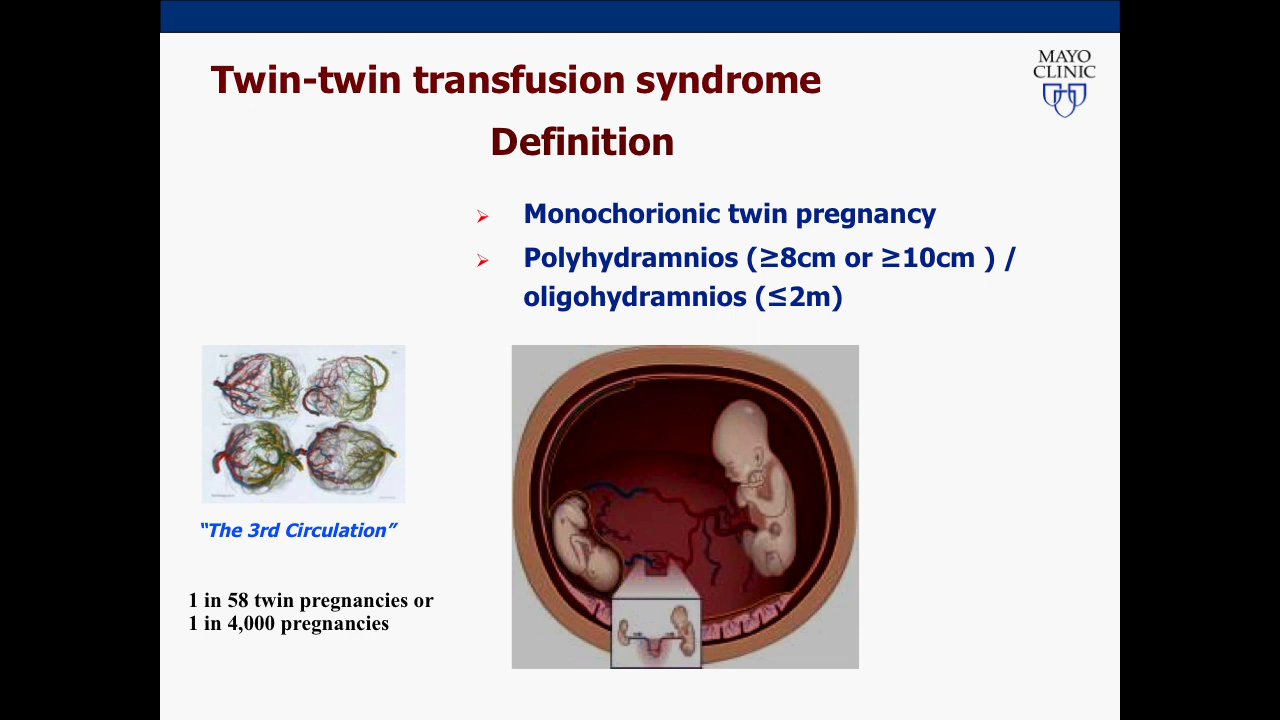 Twin-twin transfusion syndrome
MAYO
CLINIC
Definition
➢ Monochorionic twin pregnancy
➢ Polyhydramnios (≥8cm or ≥10cm ) /
oligohydramnios (≤2m)
“The 3rd Circulation”
1 in 58 twin pregnancies or
1 in 4,000 pregnancies